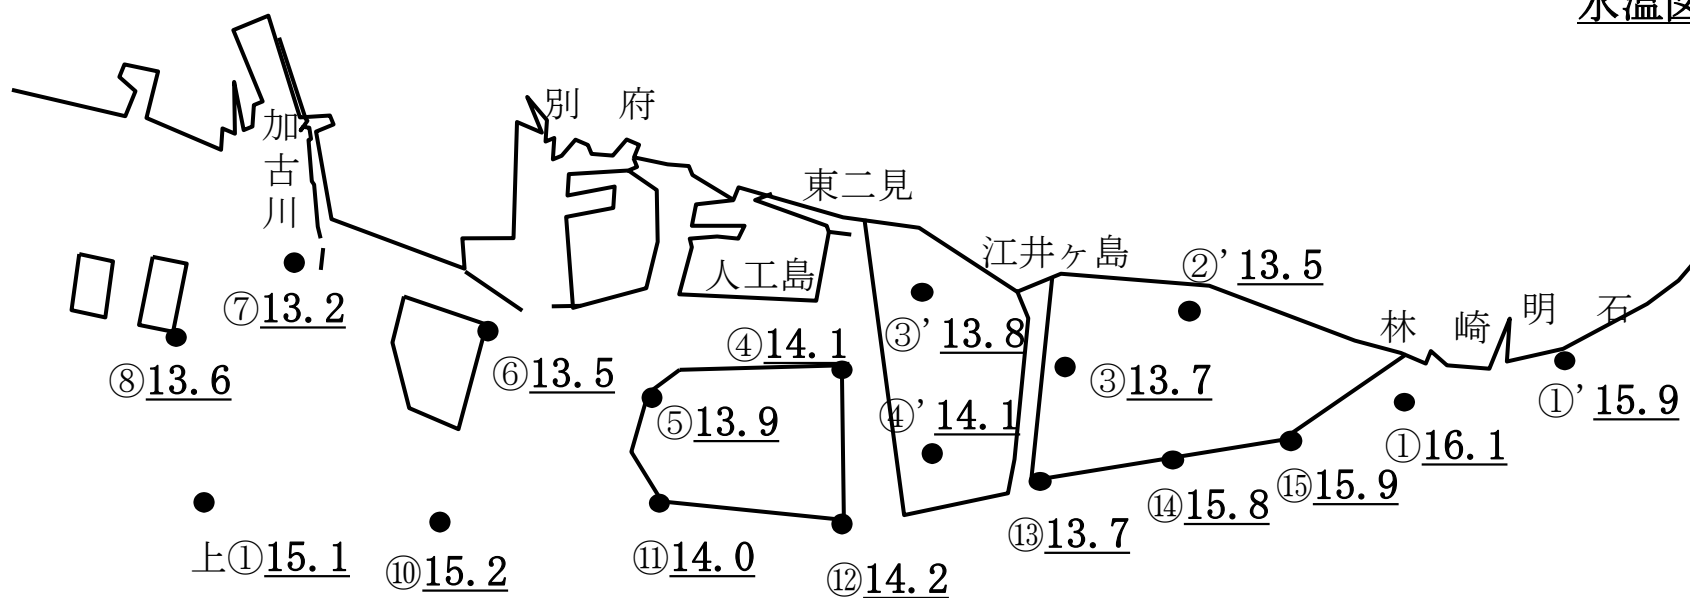 水温図
加古川
別　府
東二見
江井ヶ島
人工島
林　崎
明　石
②' 13.5
⑦13.2
③' 13.8
④14.1
⑧13.6
⑥13.5
③13.7
①' 15.9
⑤13.9
④' 14.1
①16.1
⑮15.9
⑭15.8
⑬13.7
上①15.1
⑩15.2
⑪14.0
⑫14.2